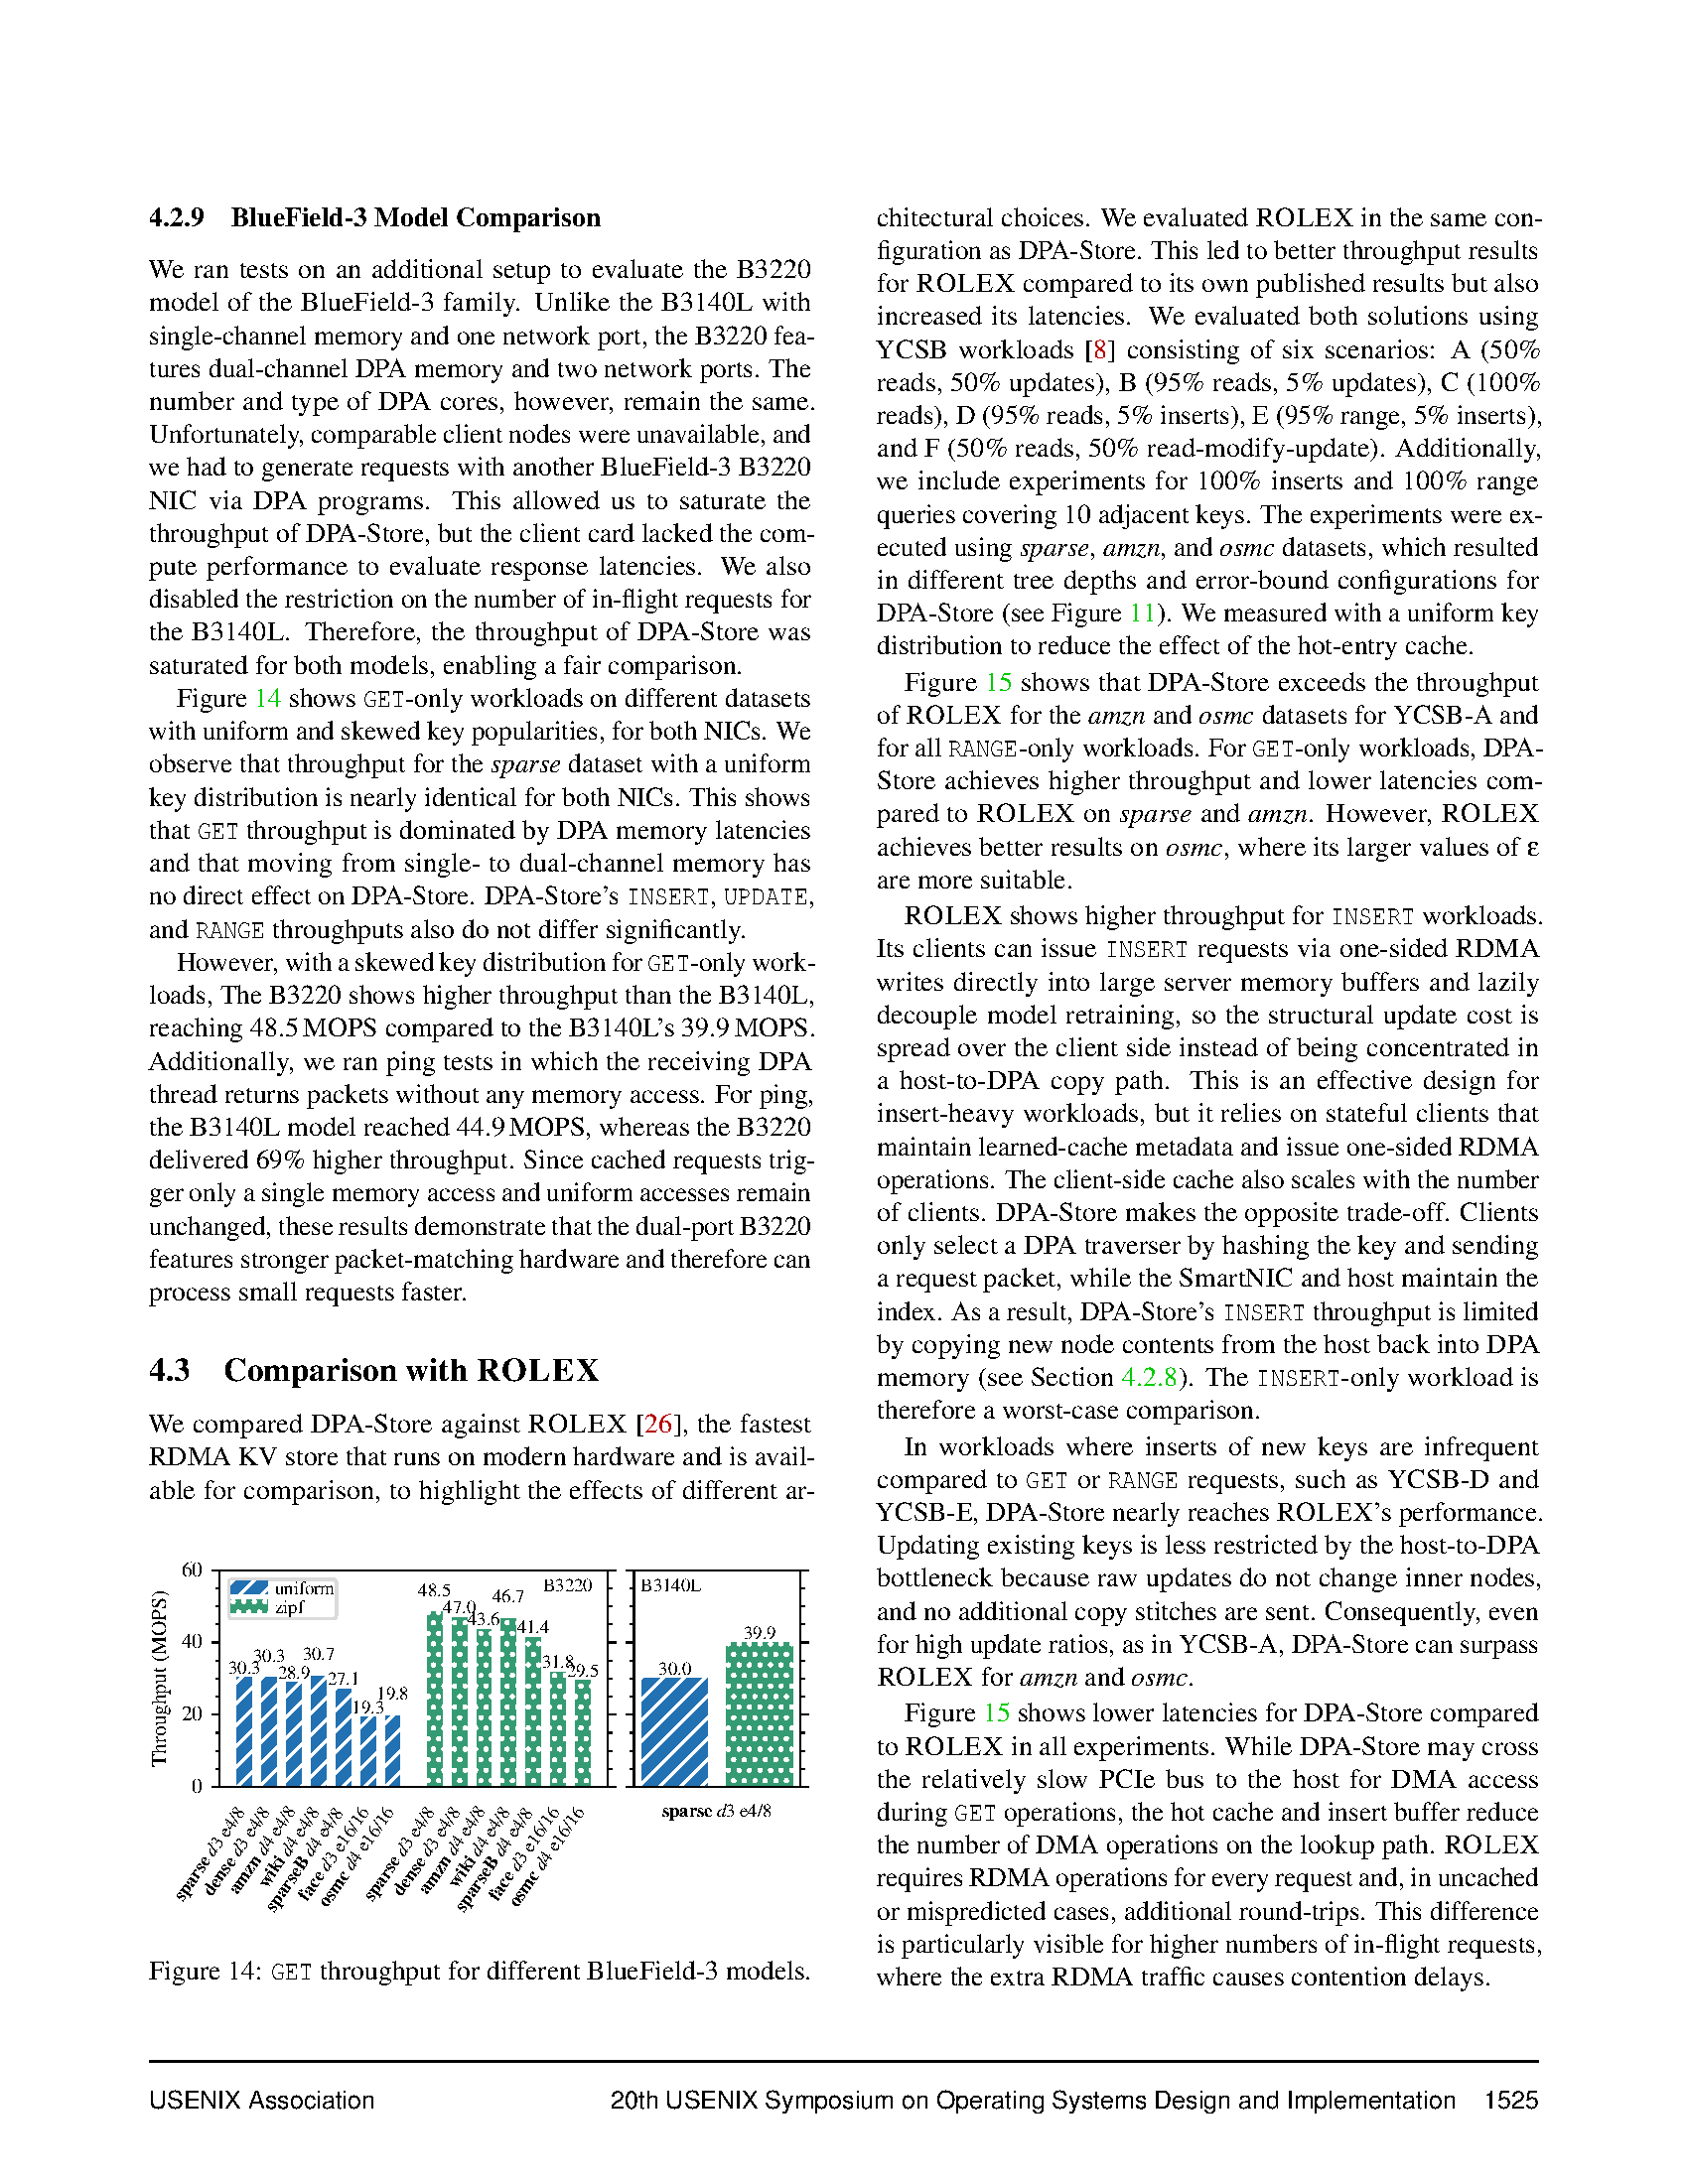 4.2.9 BlueField-3 Model Comparison
We ran tests on an additional setup to evaluate the B3220
model of the BlueField-3 family. Unlike the B3140L with
single-channel memory and one network port, the B3220 fea-
tures dual-channel DPA memory and two network ports. The
number and type of DPA cores, however, remain the same.
Unfortunately, comparable client nodes were unavailable, and
we had to generate requests with another BlueField-3 B3220
NIC via DPA programs. This allowed us to saturate the
throughput of DPA-Store, but the client card lacked the com-
pute performance to evaluate response latencies. We also
disabled the restriction on the number of in-flight requests for
the B3140L. Therefore, the throughput of DPA-Store was
saturated for both models, enabling a fair comparison.
Figure 14 shows GET-only workloads on different datasets
with uniform and skewed key popularities, for both NICs. We
observe that throughput for the sparse dataset with a uniform
key distribution is nearly identical for both NICs. This shows
that GET throughput is dominated by DPA memory latencies
and that moving from single- to dual-channel memory has
no direct effect on DPA-Store. DPA-Store's INSERT, UPDATE,
and RANGE throughputs also do not differ significantly.
However, with a skewed key distribution for GET-only work-
loads, The B3220 shows higher throughput than the B3140L,
reaching 48.5 MOPS compared to the B3140L's 39.9 MOPS.
Additionally, we ran ping tests in which the receiving DPA
thread returns packets without any memory access. For ping,
the B3140L model reached 44.9 MOPS, whereas the B3220
delivered 69% higher throughput. Since cached requests trig-
ger only a single memory access and uniform accesses remain
unchanged, these results demonstrate that the dual-port B3220
features stronger packet-matching hardware and therefore can
process small requests faster.
4.3 Comparison with ROLEX
We compared DPA-Store against ROLEX [26], the fastest
RDMA KV store that runs on modern hardware and is avail-
able for comparison, to highlight the effects of different ar-
Throughput (MOPS)
60
40
20
0
uniform
zipf
B3220
30.3
30.3
28.9
30.7
27.1
19.3
19.8
48.5
47.0
43.6
46.7
41.4
31.8
29.5
sparse d3 e4/8
dense d3 e4/8
amzn d4 e4/8
wiki d4 e4/8
sparseB d4 e4/8
face d3 e16/16
osmc d4 e16/16
sparse d3 e4/8
dense d3 e4/8
amzn d4 e4/8
wiki d4 e4/8
sparseB d4 e4/8
face d3 e16/16
osmc d4 e16/16
B3140L
30.0
39.9
sparse d3 e4/8
Figure 14: GET throughput for different BlueField-3 models.
chitectural choices. We evaluated ROLEX in the same con-
figuration as DPA-Store. This led to better throughput results
for ROLEX compared to its own published results but also
increased its latencies. We evaluated both solutions using
YCSB workloads [8] consisting of six scenarios: A (50%
reads, 50% updates), B (95% reads, 5% updates), C (100%
reads), D (95% reads, 5% inserts), E (95% range, 5% inserts),
and F (50% reads, 50% read-modify-update). Additionally,
we include experiments for 100% inserts and 100% range
queries covering 10 adjacent keys. The experiments were ex-
ecuted using sparse, amzn, and osmc datasets, which resulted
in different tree depths and error-bound configurations for
DPA-Store (see Figure 11). We measured with a uniform key
distribution to reduce the effect of the hot-entry cache.
Figure 15 shows that DPA-Store exceeds the throughput
of ROLEX for the amzn and osmc datasets for YCSB-A and
for all RANGE-only workloads. For GET-only workloads, DPA-
Store achieves higher throughput and lower latencies com-
pared to ROLEX on sparse and amzn. However, ROLEX
achieves better results on osmc, where its larger values of ε
are more suitable.
ROLEX shows higher throughput for INSERT workloads.
Its clients can issue INSERT requests via one-sided RDMA
writes directly into large server memory buffers and lazily
decouple model retraining, so the structural update cost is
spread over the client side instead of being concentrated in
a host-to-DPA copy path. This is an effective design for
insert-heavy workloads, but it relies on stateful clients that
maintain learned-cache metadata and issue one-sided RDMA
operations. The client-side cache also scales with the number
of clients. DPA-Store makes the opposite trade-off. Clients
only select a DPA traverser by hashing the key and sending
a request packet, while the SmartNIC and host maintain the
index. As a result, DPA-Store's INSERT throughput is limited
by copying new node contents from the host back into DPA
memory (see Section 4.2.8). The INSERT-only workload is
therefore a worst-case comparison.
In workloads where inserts of new keys are infrequent
compared to GET or RANGE requests, such as YCSB-D and
YCSB-E, DPA-Store nearly reaches ROLEX's performance.
Updating existing keys is less restricted by the host-to-DPA
bottleneck because raw updates do not change inner nodes,
and no additional copy stitches are sent. Consequently, even
for high update ratios, as in YCSB-A, DPA-Store can surpass
ROLEX for amzn and osmc.
Figure 15 shows lower latencies for DPA-Store compared
to ROLEX in all experiments. While DPA-Store may cross
the relatively slow PCIe bus to the host for DMA access
during GET operations, the hot cache and insert buffer reduce
the number of DMA operations on the lookup path. ROLEX
requires RDMA operations for every request and, in uncached
or mispredicted cases, additional round-trips. This difference
is particularly visible for higher numbers of in-flight requests,
where the extra RDMA traffic causes contention delays.
USENIX Association
20th USENIX Symposium on Operating Systems Design and Implementation 1525